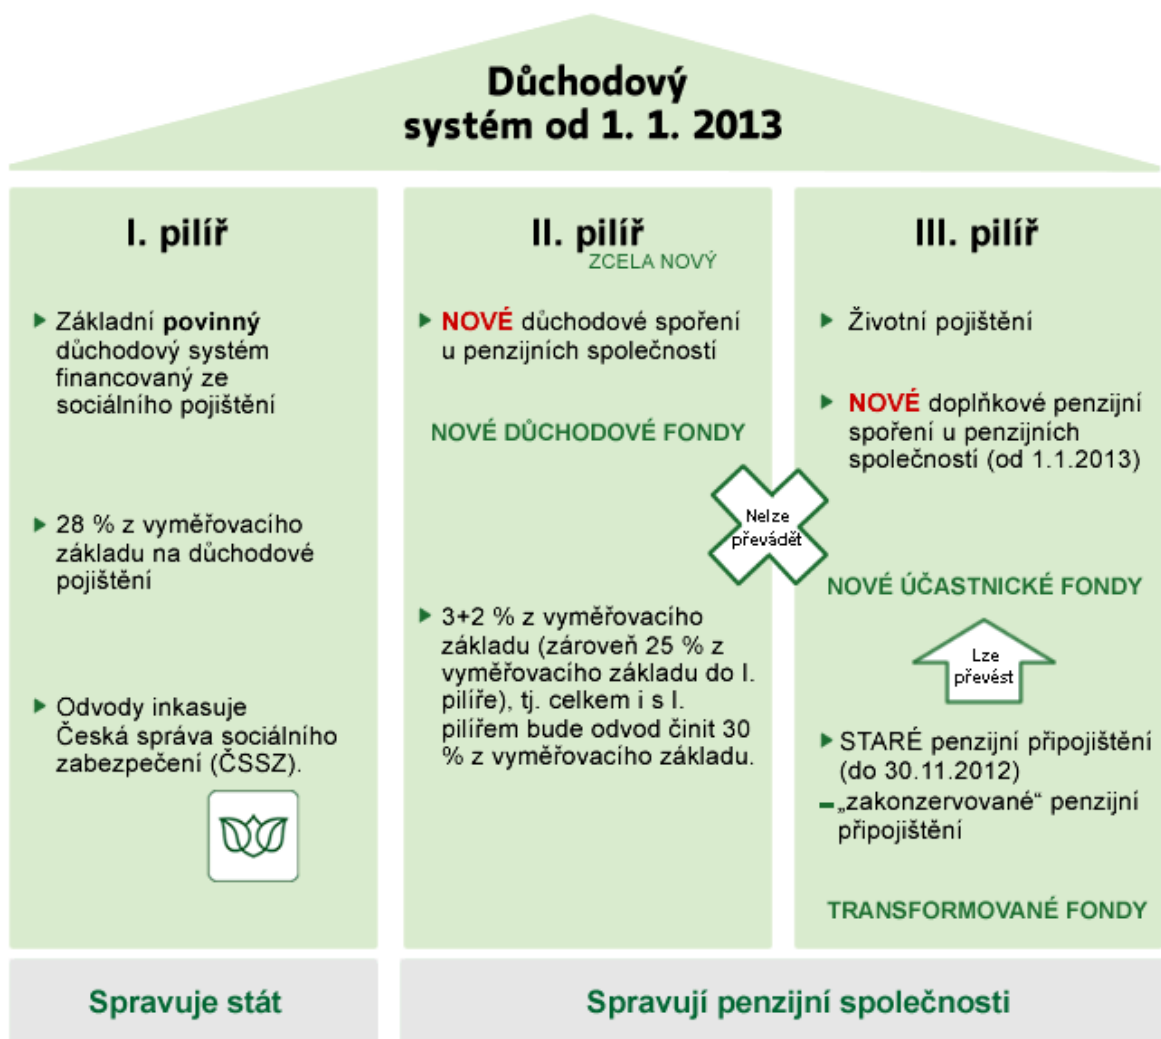 Důchodový
systém od 1. 1. 2013
I. pilíř
Základní povinný
důchodový systém
financovaný ze
sociálního pojištění
28 % z vyměřovacího
základu na důchodové
pojištění
Odvody inkasuje
Česká správa sociálního
zabezpečení (ČSSZ).
Spravuje stát
II. pilíř
ZCELA NOVÝ
NOVÉ důchodové spoření
u penzijních společností
NOVÉ DŮCHODOVÉ FONDY
3+2 % z vyměřovacího
základu (zároveň 25 % z
vyměřovacího základu do I.
pilíře), tj. celkem i s I.
pilířem bude odvod činit 30
% z vyměřovacího základu.
Nelze
převádět
III. pilíř
Životní pojištění
NOVÉ doplňkové penzijní
spoření u penzijních
společností (od 1.1.2013)
NOVÉ ÚČASTNICKÉ FONDY
Lze
převést
STARÉ penzijní připojištění
(do 30.11.2012)
„zakonzervované“ penzijní
připojištění
TRANSFORMOVANÉ FONDY
Spravují penzijní společnosti